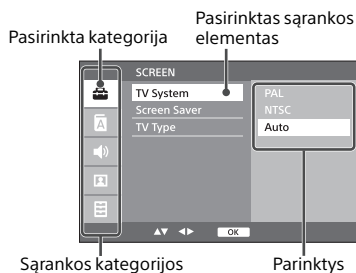 Pasirinkta kategorija
Pasirinktas sąrankos
elementas
SCREEN
TV System
Screen Saver
TV Type
PAL
NTSC
Auto
A
OK
Sąrankos kategorijos
Parinktys